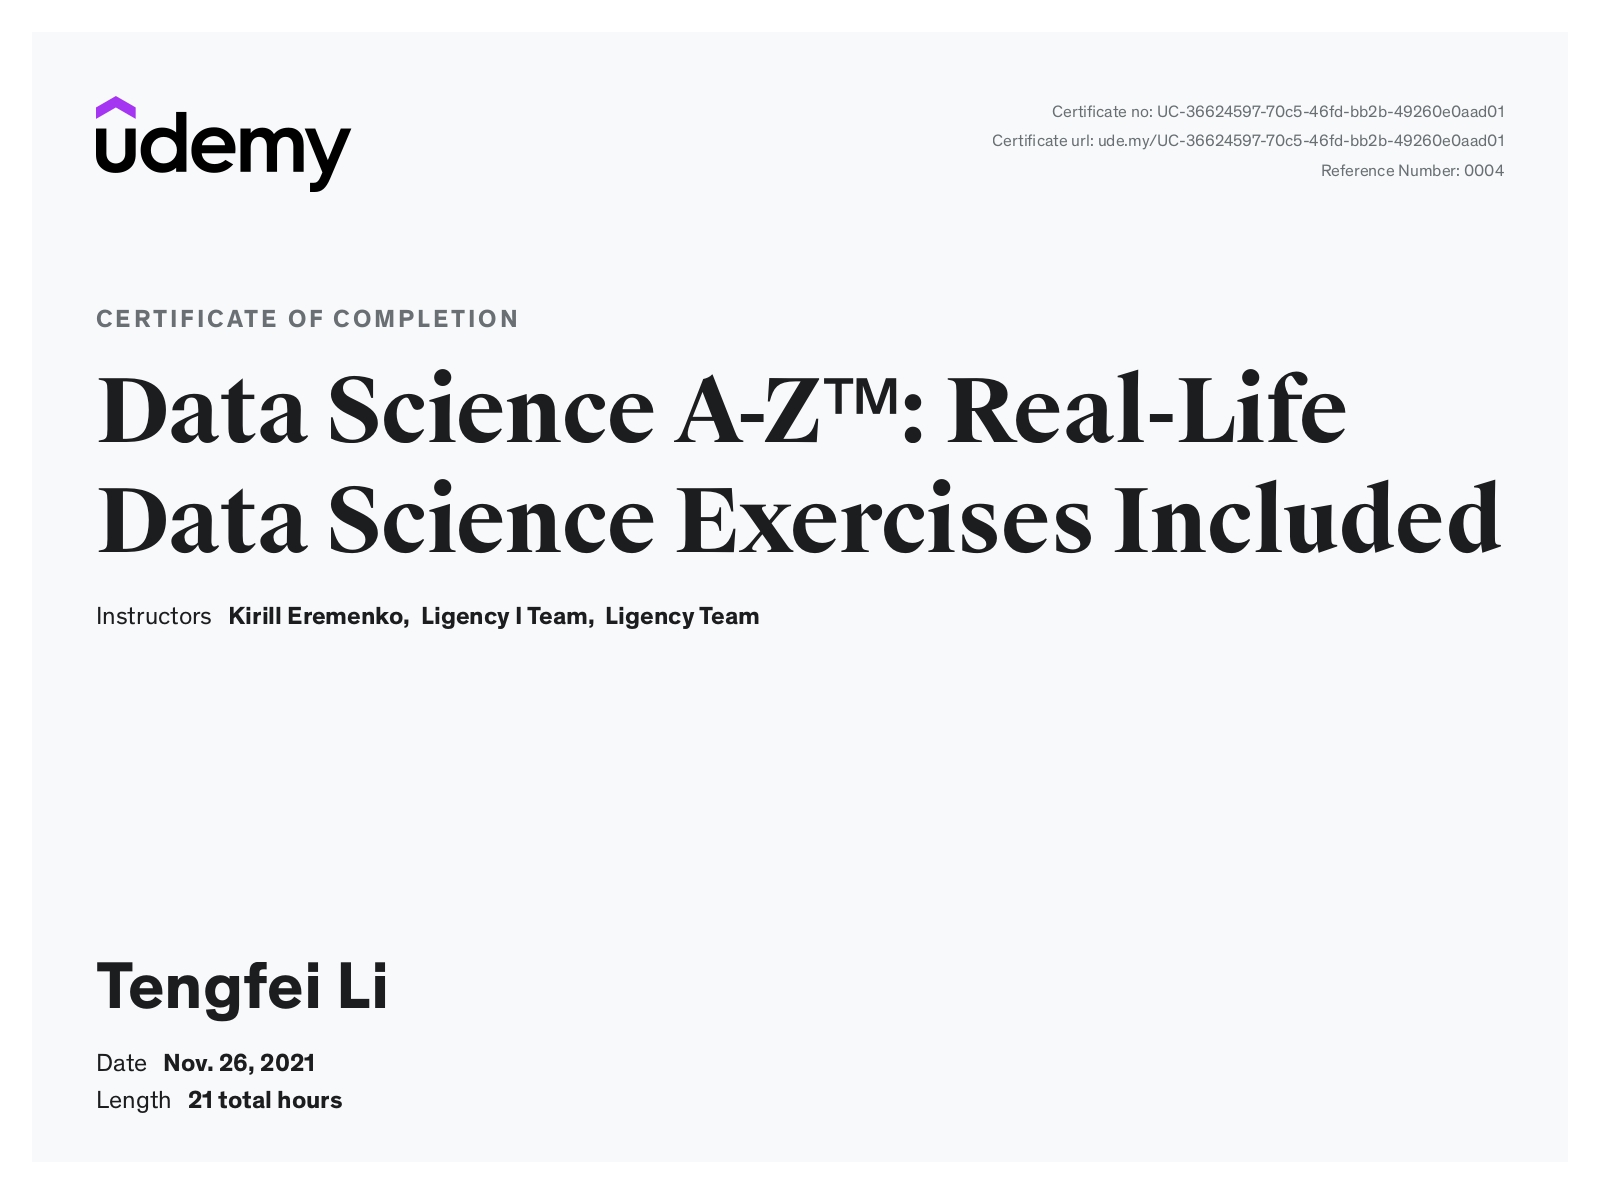 udemy
Certificate no: UC-36624597-70c5-46fd-bb2b-49260e0aad01
Certificate url: ude.my/UC-36624597-70c5-46fd-bb2b-49260e0aad01
Reference Number: 0004
CERTIFICATE OF COMPLETION
Data Science A-Z™: Real-Life
Data Science Exercises Included
Instructors Kirill Eremenko, Ligency I Team, Ligency Team
Tengfei Li
Date Nov. 26, 2021
Length 21 total hours